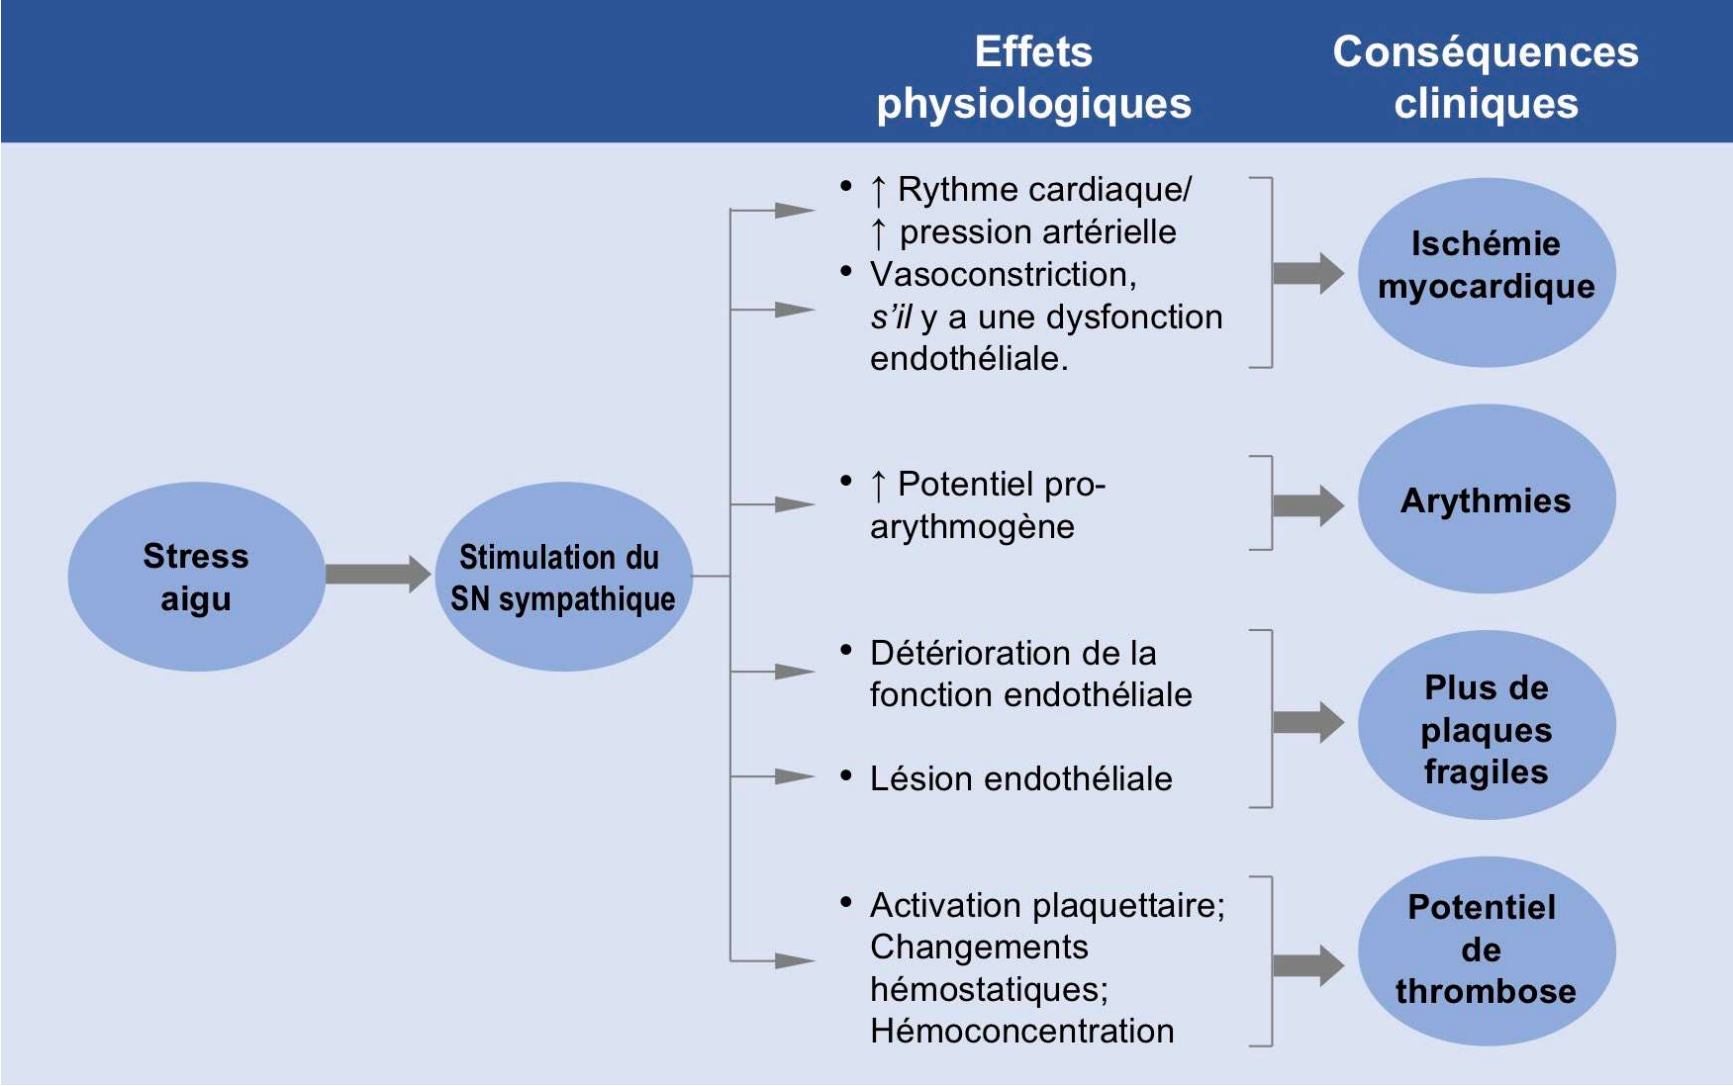 Effets
physiologiques
Conséquences
cliniques
Stress
aigu
Stimulation du
SN sympathique
• ↑ Rythme cardiaque/
↑ pression artérielle
• Vasoconstriction,
s’il y a une dysfonction
endothéliale.
Ischémie
myocardique
• ↑ Potentiel pro-
arythmogène
Arythmies
• Détérioration de la
fonction endothéliale
• Lésion endothéliale
Plus de
plaques
fragiles
• Activation plaquettaire;
Changements
hémostatiques;
Hémoconcentration
Potentiel
de
thrombose